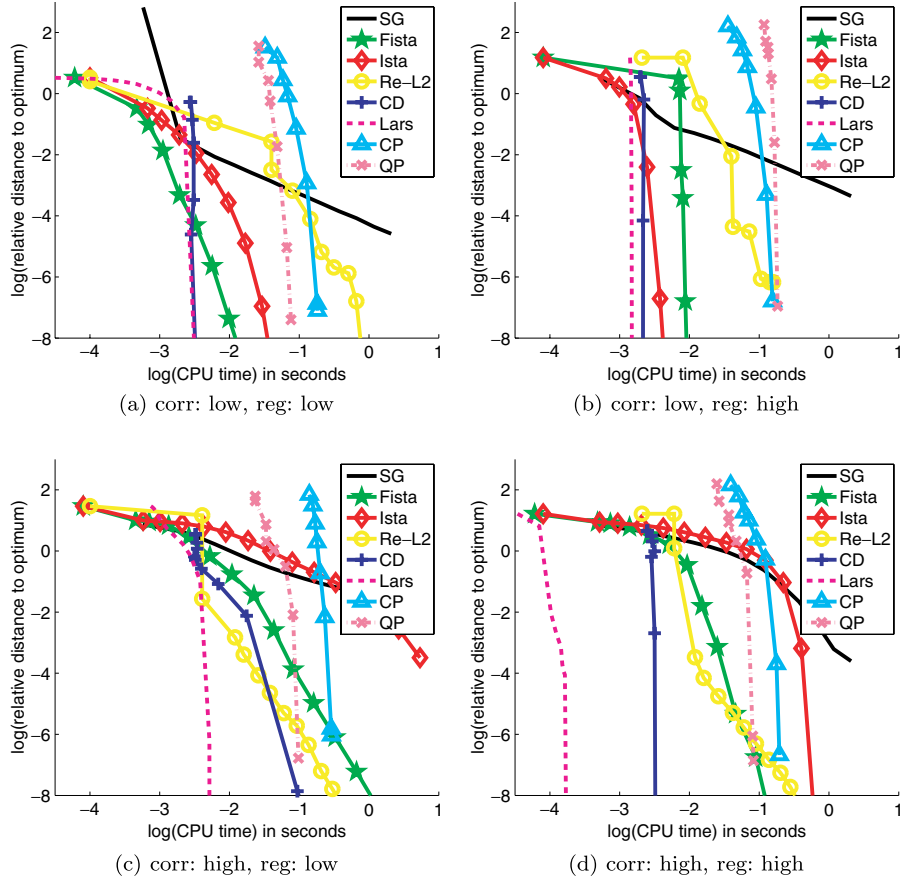 2
0
−2
−4
−6
−8
log(relative distance to optimum)
−4
−3
−2
−1
0
1
log(CPU time) in seconds
SG
Fista
Ista
Re−L2
CD
Lars
CP
QP
(a) corr: low, reg: low
2
0
−2
−4
−6
−8
log(relative distance to optimum)
−4
−3
−2
−1
0
1
log(CPU time) in seconds
SG
Fista
Ista
Re−L2
CD
Lars
CP
QP
(b) corr: low, reg: high
2
0
−2
−4
−6
−8
log(relative distance to optimum)
−4
−3
−2
−1
0
1
log(CPU time) in seconds
SG
Fista
Ista
Re−L2
CD
Lars
CP
QP
(c) corr: high, reg: low
2
0
−2
−4
−6
−8
log(relative distance to optimum)
−4
−3
−2
−1
0
1
log(CPU time) in seconds
SG
Fista
Ista
Re−L2
CD
Lars
CP
QP
(d) corr: high, reg: high